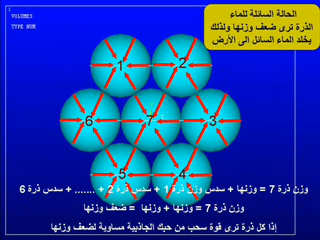 1
VOLUMES
TYPE NUM
الحالة السائلة للماء
الذرة ترى ضعف وزنها ولذلك
يخلد الماء السائل الى الأرض
1
2
6
7
3
5
4
وزن ذرة 7 = وزنها + سدس وزن ذرة 1 + سدس ذرة 2 + ....... + سدس ذرة 6
وزن ذرة 7 = وزنها + وزنها = ضعف وزنها
إذا كل ذرة ترى قوة سحب من حبك الجاذبية مساوية لضعف وزنها